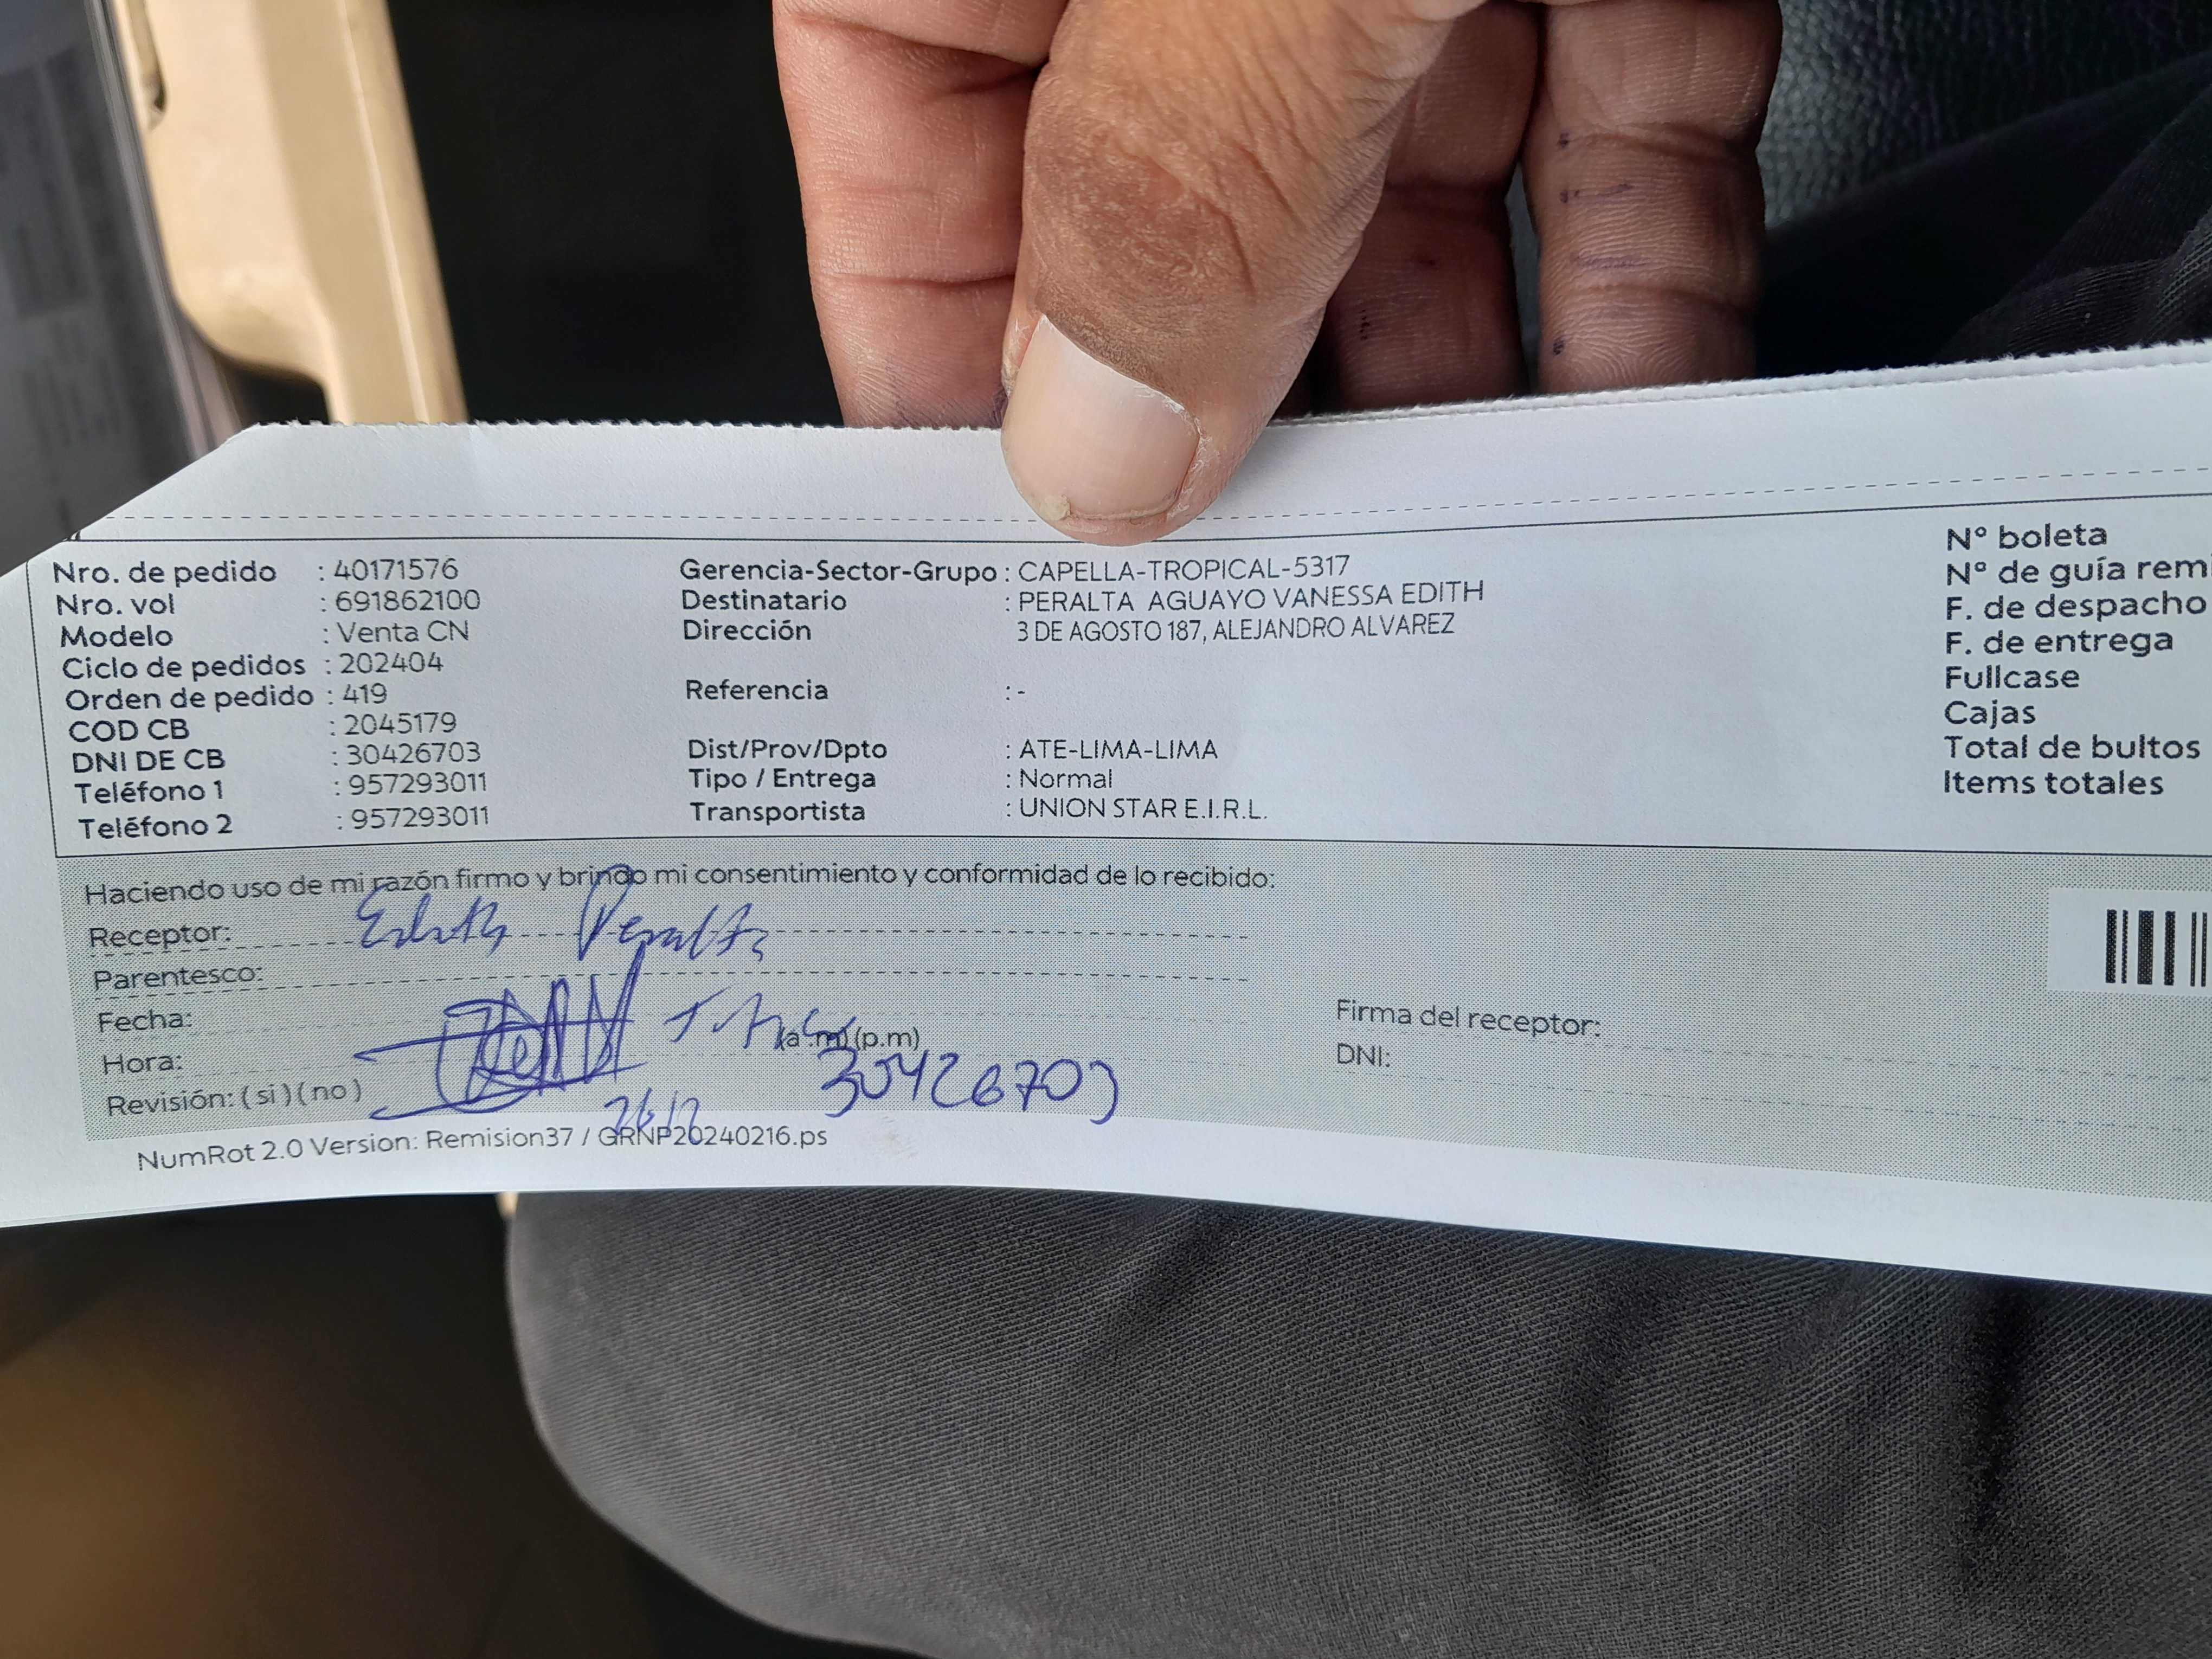 Nro. de pedido : 40171576
Nro. vol : 691862100
Modelo : Venta CN
Ciclo de pedidos : 202404
Orden de pedido : 419
COD CB : 2045179
DNI DE CB : 30426703
Teléfono 1 : 957293011
Teléfono 2 : 957293011
Gerencia-Sector-Grupo : CAPELLA-TROPICAL-5317
Destinatario : PERALTA AGUAYO VANESSA EDITH
Dirección 3 DE AGOSTO 187, ALEJANDRO ALVAREZ
Referencia : -
Dist/Prov/Dpto : ATE-LIMA-LIMA
Tipo / Entrega : Normal
Transportista : UNION STAR E.I.R.L.
N° boleta
N° de guía remi
F. de despacho
F. de entrega
Fullcase
Cajas
Total de bultos
Items totales
Haciendo uso de mi razón firmo y brindo mi consentimiento y conformidad de lo recibido:
Receptor: Edith Peralta
Parentesco:
Fecha:
Hora: (a.m) (p.m)
Revisión: ( si ) ( no )
30426703
Firma del receptor:
DNI:
NumRot 2.0 Version: Remision37 / GRNP20240216.ps